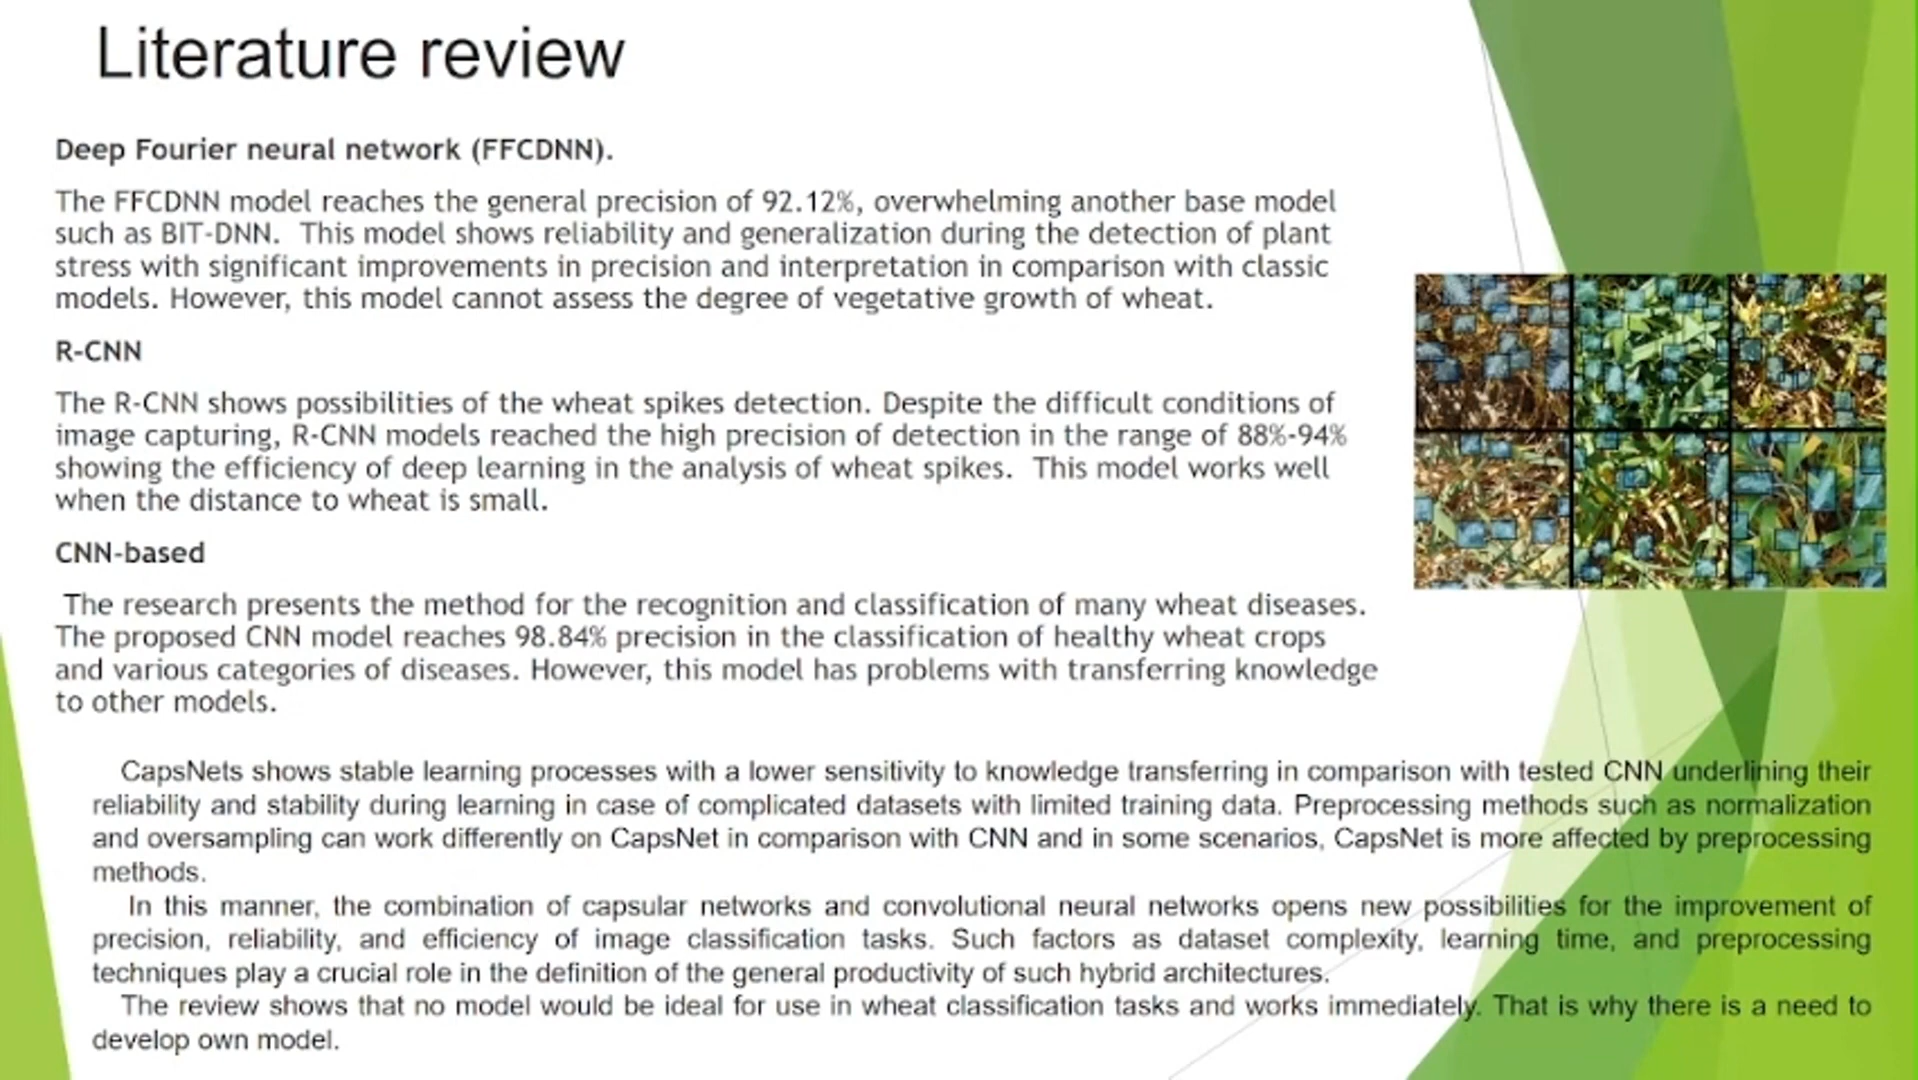 Literature review
Deep Fourier neural network (FFCDNN).
The FFCDNN model reaches the general precision of 92.12%, overwhelming another base model
such as BIT-DNN. This model shows reliability and generalization during the detection of plant
stress with significant improvements in precision and interpretation in comparison with classic
models. However, this model cannot assess the degree of vegetative growth of wheat.
R-CNN
The R-CNN shows possibilities of the wheat spikes detection. Despite the difficult conditions of
image capturing, R-CNN models reached the high precision of detection in the range of 88%-94%
showing the efficiency of deep learning in the analysis of wheat spikes. This model works well
when the distance to wheat is small.
CNN-based
The research presents the method for the recognition and classification of many wheat diseases.
The proposed CNN model reaches 98.84% precision in the classification of healthy wheat crops
and various categories of diseases. However, this model has problems with transferring knowledge
to other models.
CapsNets shows stable learning processes with a lower sensitivity to knowledge transferring in comparison with tested CNN underlining their
reliability and stability during learning in case of complicated datasets with limited training data. Preprocessing methods such as normalization
and oversampling can work differently on CapsNet in comparison with CNN and in some scenarios, CapsNet is more affected by preprocessing
methods.
In this manner, the combination of capsular networks and convolutional neural networks opens new possibilities for the improvement of
precision, reliability, and efficiency of image classification tasks. Such factors as dataset complexity, learning time, and preprocessing
techniques play a crucial role in the definition of the general productivity of such hybrid architectures.
The review shows that no model would be ideal for use in wheat classification tasks and works immediately. That is why there is a need to
develop own model.